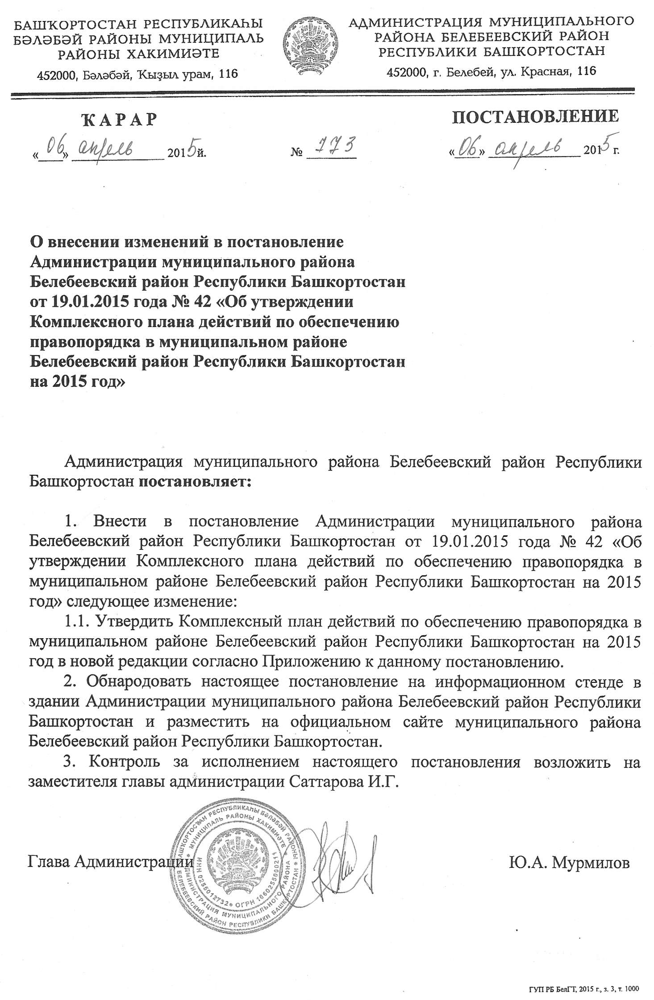 БАШҠОРТОСТАН РЕСПУБЛИКАҺЫ
БӘЛӘБӘЙ РАЙОНЫ МУНИЦИПАЛЬ
РАЙОНЫ ХАКИМИӘТЕ
452000, Бәләбәй, Ҡыҙыл урам, 116
АДМИНИСТРАЦИЯ МУНИЦИПАЛЬНОГО
РАЙОНА БЕЛЕБЕЕВСКИЙ РАЙОН
РЕСПУБЛИКИ БАШКОРТОСТАН
452000, г. Белебей, ул. Красная, 116
ҠАРАР
ПОСТАНОВЛЕНИЕ
«06» апрель 2015й.
№ 773
«06» апрель 2015 г.
О внесении изменений в постановление
Администрации муниципального района
Белебеевский район Республики Башкортостан
от 19.01.2015 года № 42 «Об утверждении
Комплексного плана действий по обеспечению
правопорядка в муниципальном районе
Белебеевский район Республики Башкортостан
на 2015 год»
Администрация муниципального района Белебеевский район Республики
Башкортостан постановляет:
1. Внести в постановление Администрации муниципального района
Белебеевский район Республики Башкортостан от 19.01.2015 года № 42 «Об
утверждении Комплексного плана действий по обеспечению правопорядка в
муниципальном районе Белебеевский район Республики Башкортостан на 2015
год» следующее изменение:
1.1. Утвердить Комплексный план действий по обеспечению правопорядка в
муниципальном районе Белебеевский район Республики Башкортостан на 2015
год в новой редакции согласно Приложению к данному постановлению.
2. Обнародовать настоящее постановление на информационном стенде в
здании Администрации муниципального района Белебеевский район Республики
Башкортостан и разместить на официальном сайте муниципального района
Белебеевский район Республики Башкортостан.
3. Контроль за исполнением настоящего постановления возложить на
заместителя главы администрации Саттарова И.Г.
Глава Администрации
Ю.А. Мурмилов
БАШҠОРТОСТАН РЕСПУБЛИКАҺЫ БӘЛӘБӘЙ РАЙОНЫ *
МУНИЦИПАЛЬ РАЙОНЫ ХАКИМИӘТЕ *
АДМИНИСТРАЦИЯ МУНИЦИПАЛЬНОГО РАЙОНА
БЕЛЕБЕЕВСКИЙ РАЙОН РЕСПУБЛИКИ БАШКОРТОСТАН *
ИНН 0255012732* ОГРН 1060255000211
ГУП РБ БелГТ, 2015 г., з. 3, т. 1000